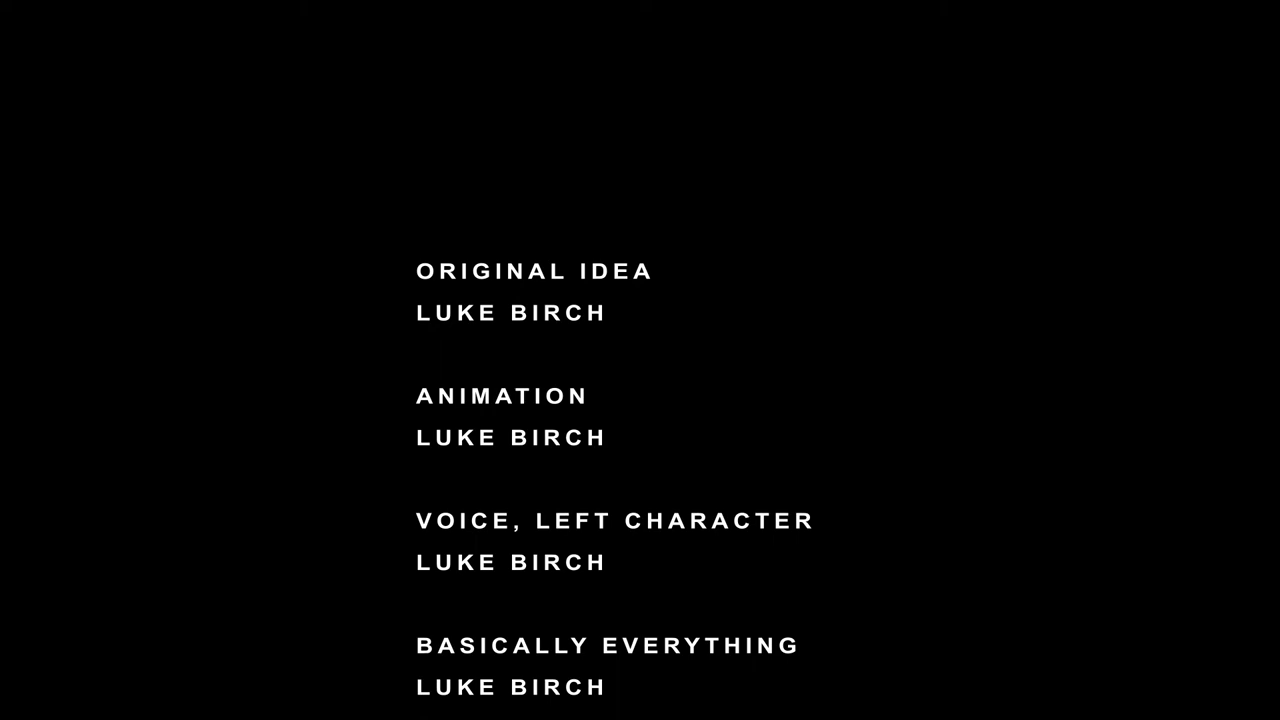 ORIGINAL IDEA
LUKE BIRCH
ANIMATION
LUKE BIRCH
VOICE, LEFT CHARACTER
LUKE BIRCH
BASICALLY EVERYTHING
LUKE BIRCH